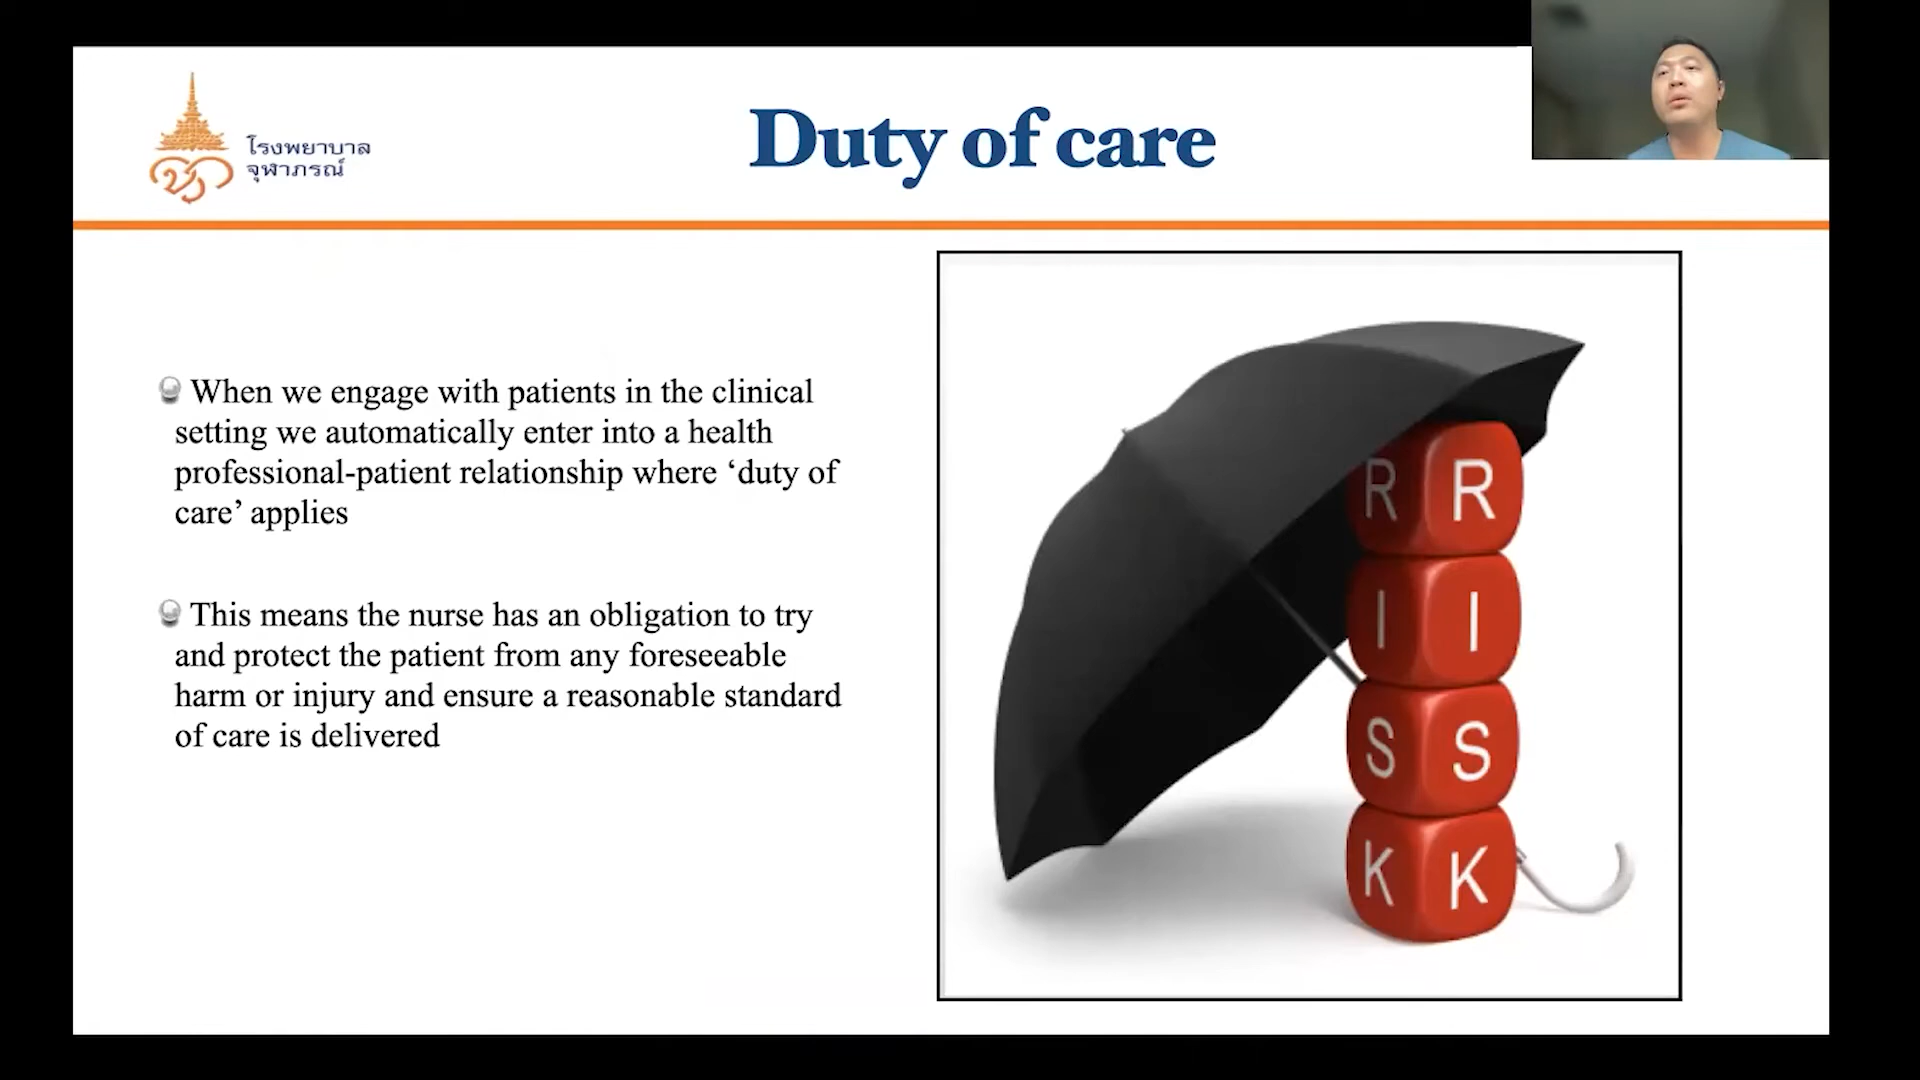 โรงพยาบาล
จุฬาภรณ์
Duty of care
When we engage with patients in the clinical
setting we automatically enter into a health
professional-patient relationship where ‘duty of
care’ applies
This means the nurse has an obligation to try
and protect the patient from any foreseeable
harm or injury and ensure a reasonable standard
of care is delivered
R R
I I
S S
K K